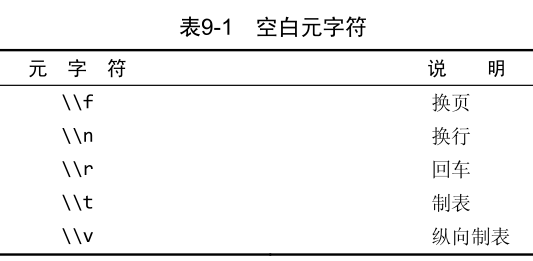 表9-1 空白元字符
元 字 符 说 明
\\f 换页
\\n 换行
\\r 回车
\\t 制表
\\v 纵向制表